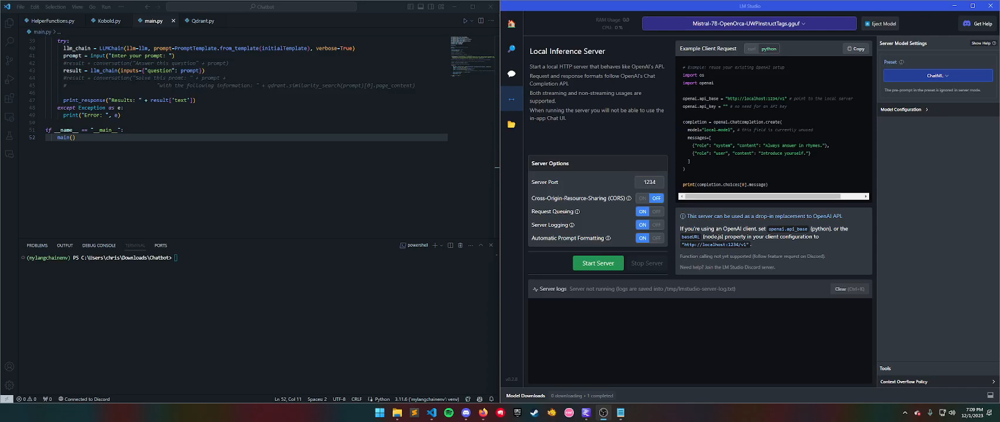 File Edit Selection View Go Run ··· Chatbot
HelperFunctions.py Kobold.py main.py Qdrant.py
main.py > ...
39 try:
40 llm_chain = LLMChain(llm=llm, prompt=PromptTemplate.from_template(initialTemplate), verbose=True)
41 prompt = input("Enter your prompt: ")
42 #result = conversation("Answer this question" + prompt)
43 result = llm_chain(inputs={"question": prompt})
44 #result = conversation("Solve this promt: " + prompt +
45 # "with the following information: " + qdrant.similarity_search(prompt)[0].page_content)
46
47 print_response("Results: " + result['text'])
48 except Exception as e:
49 print("Error: ", e)
50
51 if __name__ == "__main__":
52 main()
PROBLEMS OUTPUT DEBUG CONSOLE TERMINAL PORTS
powershell
(mylangchainenv) PS C:\Users\chris\Downloads\Chatbot>
0 0 0 Connected to Discord Ln 52, Col 11 Spaces: 2 UTF-8 CRLF Python 3.11.6 ('mylangchainenv': venv)
LM Studio
RAM Usage 0.0
CPU: 0 %
Mistral-7B-OpenOrca-UWPInstructTags.gguf
Eject Model
Get Help
Local Inference Server
Start a local HTTP server that behaves like OpenAI's API.
Request and response formats follow OpenAI's Chat
Completion API.
Both streaming and non-streaming usages are
supported.
When running the server you will not be able to use the
in-app Chat UI.
Server Options
Server Port 1234
Cross-Origin-Resource-Sharing (CORS) ON OFF
Request Queuing ON OFF
Server Logging ON OFF
Automatic Prompt Formatting ON OFF
Start Server Stop Server
Example Client Request curl python Copy
# Example: reuse your existing OpenAI setup
import os
import openai
openai.api_base = "http://localhost:1234/v1" # point to the local server
openai.api_key = "" # no need for an API key
completion = openai.ChatCompletion.create(
model="local-model", # this field is currently unused
messages=[
{"role": "system", "content": "Always answer in rhymes."},
{"role": "user", "content": "Introduce yourself."}
]
)
print(completion.choices[0].message)
This server can be used as a drop-in replacement to OpenAI API.
If you're using an OpenAI client, set openai.api_base (python), or the
baseURL (node.js) property in your client configuration to
"http://localhost:1234/v1".
Function calling not yet supported (follow feature request on Discord).
Need help? Join the LM Studio Discord server.
Server logs Server not running (logs are saved into /tmp/lmstudio-server-log.txt) Clear (Ctrl+K)
v0.2.8
Server Model Settings Show Help
Preset
ChatML
The pre-prompt in the preset is ignored in server mode.
Model Configuration
Tools
Context Overflow Policy
Model Downloads 0 downloading • 1 completed
7:09 PM
12/1/2023